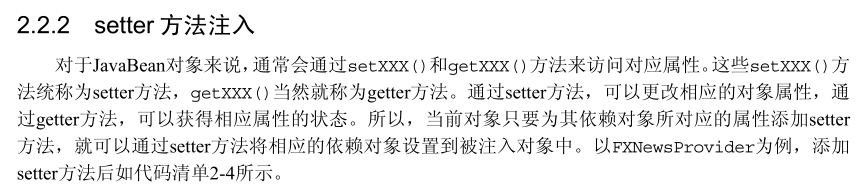 2.2.2 setter 方法注入
对于JavaBean对象来说，通常会通过setXXX()和getXXX()方法来访问对应属性。这些setXXX()方
法统称为setter方法，getXXX()当然就称为getter方法。通过setter方法，可以更改相应的对象属性，通
过getter方法，可以获得相应属性的状态。所以，当前对象只要为其依赖对象所对应的属性添加setter
方法，就可以通过setter方法将相应的依赖对象设置到被注入对象中。以FXNewsProvider为例，添加
setter方法后如代码清单2-4所示。